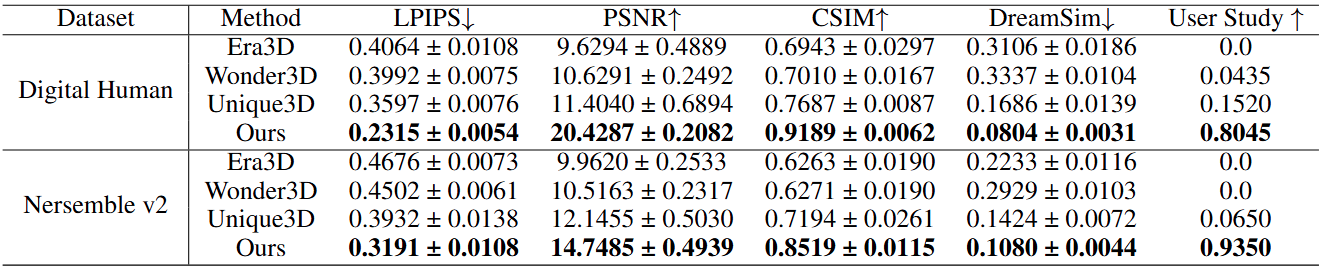 Dataset Method LPIPS↓ PSNR↑ CSIM↑ DreamSim↓ User Study ↑
Digital Human
Era3D 0.4064 ± 0.0108 9.6294 ± 0.4889 0.6943 ± 0.0297 0.3106 ± 0.0186 0.0
Wonder3D 0.3992 ± 0.0075 10.6291 ± 0.2492 0.7010 ± 0.0167 0.3337 ± 0.0104 0.0435
Unique3D 0.3597 ± 0.0076 11.4040 ± 0.6894 0.7687 ± 0.0087 0.1686 ± 0.0139 0.1520
Ours 0.2315 ± 0.0054 20.4287 ± 0.2082 0.9189 ± 0.0062 0.0804 ± 0.0031 0.8045
Nersemble v2
Era3D 0.4676 ± 0.0073 9.9620 ± 0.2533 0.6263 ± 0.0190 0.2233 ± 0.0116 0.0
Wonder3D 0.4502 ± 0.0061 10.5163 ± 0.2317 0.6271 ± 0.0190 0.2929 ± 0.0103 0.0
Unique3D 0.3932 ± 0.0138 12.1455 ± 0.5030 0.7194 ± 0.0261 0.1424 ± 0.0072 0.0650
Ours 0.3191 ± 0.0108 14.7485 ± 0.4939 0.8519 ± 0.0115 0.1080 ± 0.0044 0.9350